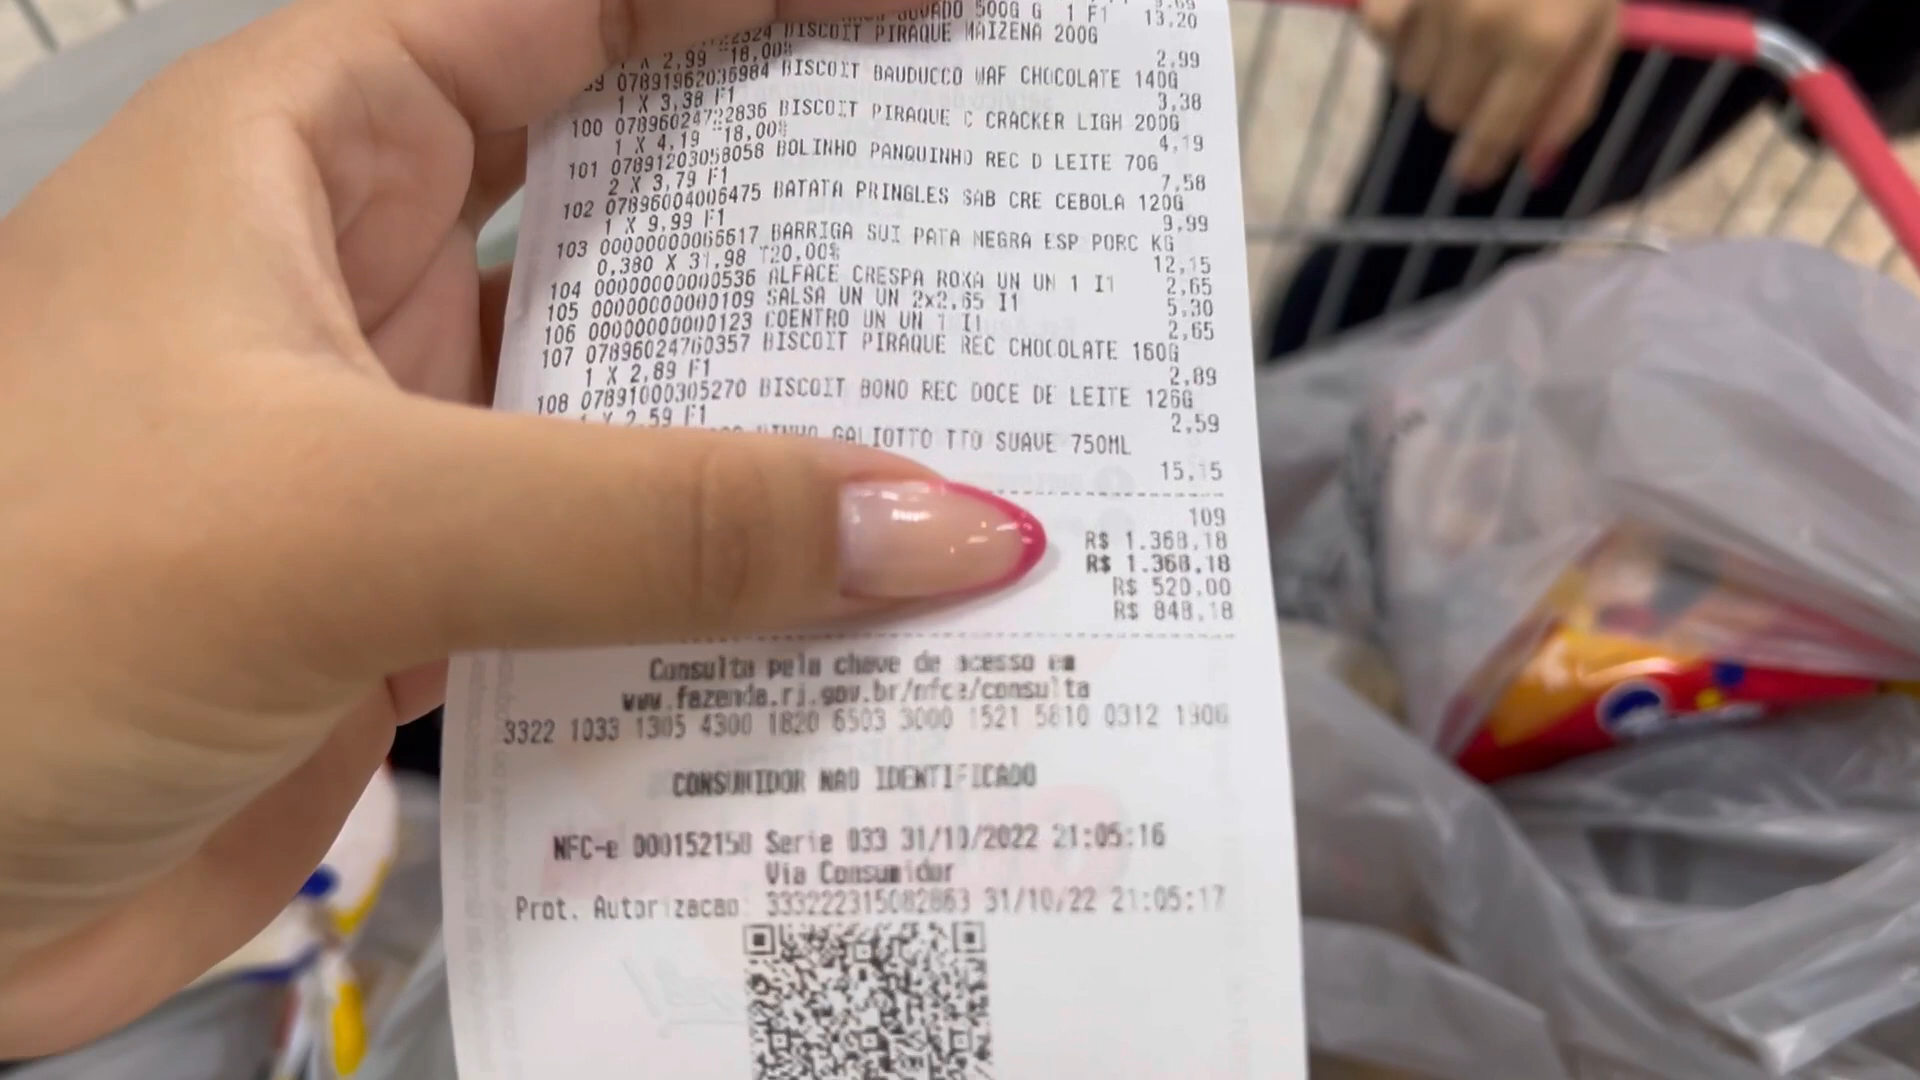 500G G 1 F1 13,20
BISCOIT PIRAQUE MAIZENA 200G
2,99 18,00% 2,99
07891962036984 BISCOIT BAUDUCCO WAF CHOCOLATE 140G
1 X 3,38 F1 3,38
100 07896024722836 BISCOIT PIRAQUE C CRACKER LIGH 200G
1 X 4,19 18,00% 4,19
101 07891203058058 BOLINHO PANQUINHO REC D LEITE 70G
2 X 3,79 F1 7,58
102 07896004006475 BATATA PRINGLES SAB CRE CEBOLA 120G
1 X 9,99 F1 9,99
103 00000000066617 BARRIGA SUI PATA NEGRA ESP PORC KG
0,380 X 31,98 T20,00% 12,15
104 00000000000536 ALFACE CRESPA ROXA UN UN 1 I1 2,65
105 00000000000109 SALSA UN UN 2x2,65 I1 5,30
106 00000000000123 COENTRO UN UN 1 I1 2,65
107 07896024760357 BISCOIT PIRAQUE REC CHOCOLATE 160G
1 X 2,89 F1 2,89
108 07891000305270 BISCOIT BONO REC DOCE DE LEITE 126G
1 X 2,59 F1 2,59
VINHO GALIOTTO TTO SUAVE 750ML
15,15
109
R$ 1.368,18
R$ 1.368,18
R$ 520,00
R$ 848,18
Consulta pela chave de acesso em
www.fazenda.rj.gov.br/nfce/consulta
3322 1033 1305 4300 1820 6503 3000 1521 5810 0312 1906
CONSUMIDOR NAO IDENTIFICADO
NFC-e 000152158 Serie 033 31/10/2022 21:05:16
Via Consumidor
Prot. Autorizacao: 333222315082863 31/10/22 21:05:17